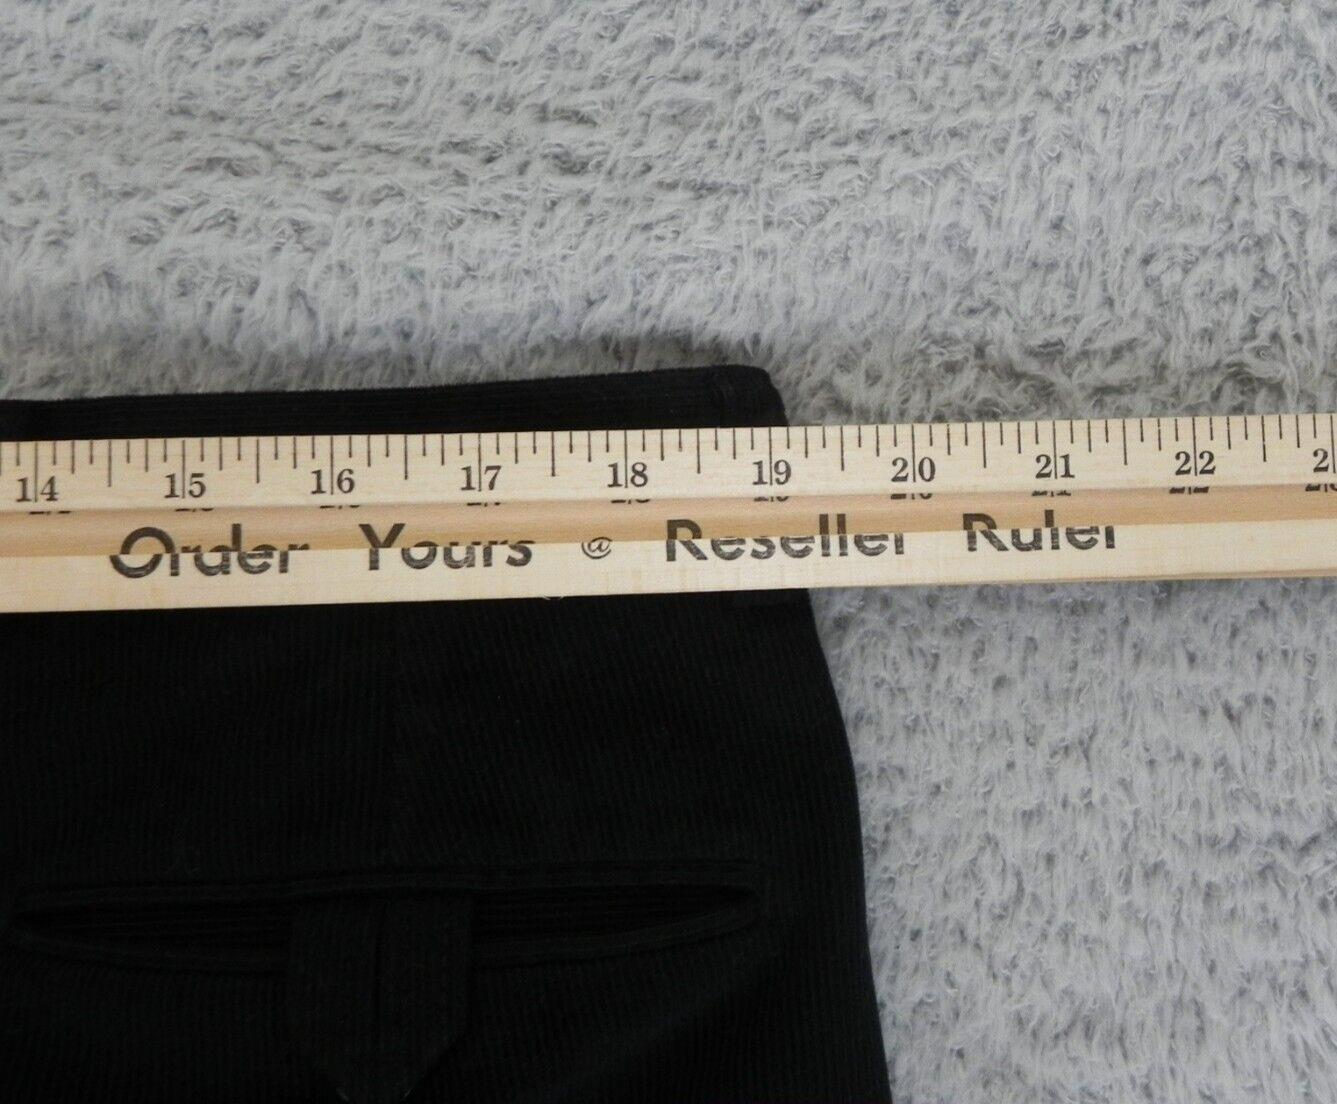 14 15 16 17 18 19 20 21 22
Order Yours @ Reseller Ruler